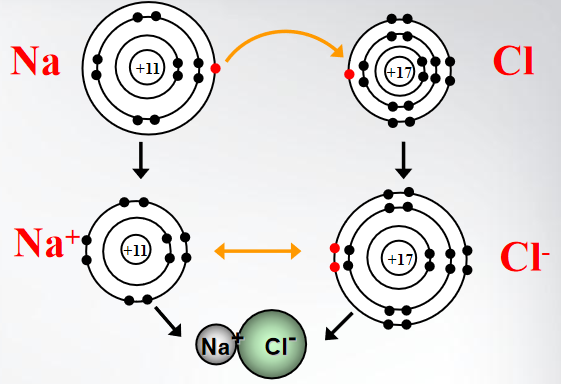 Na
+11
+17
Cl
Na⁺
+11
+17
Cl⁻
Na⁺
Cl⁻